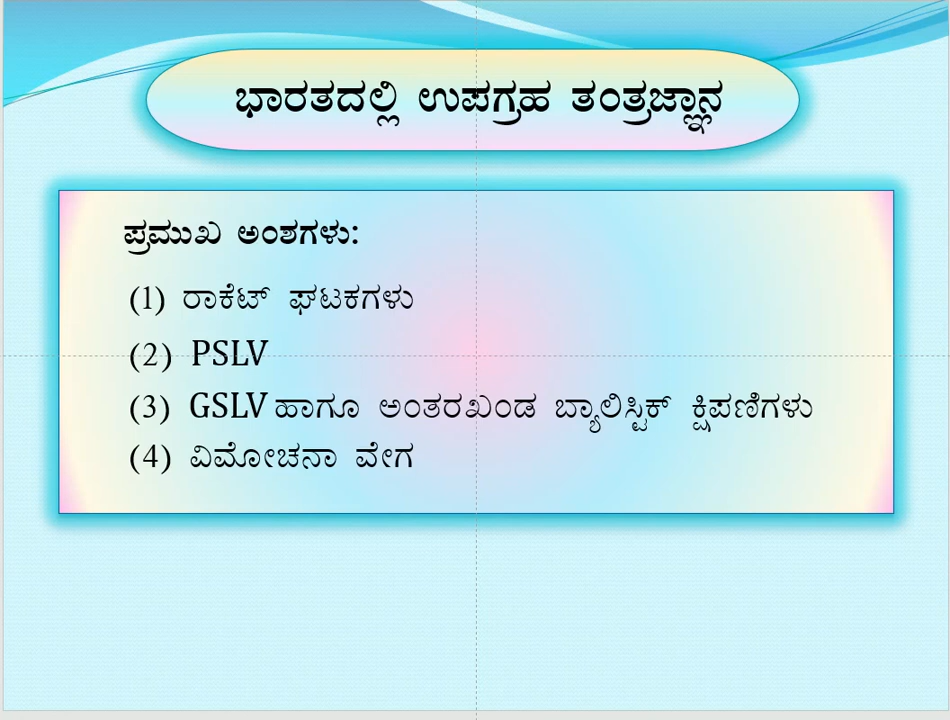 ಭಾರತದಲ್ಲಿ ಉಪಗ್ರಹ ತಂತ್ರಜ್ಞಾನ
ಪ್ರಮುಖ ಅಂಶಗಳು:
(1) ರಾಕೆಟ್ ಘಟಕಗಳು
(2) PSLV
(3) GSLV ಹಾಗೂ ಅಂತರಖಂಡ ಬ್ಯಾಲಿಸ್ಟಿಕ್ ಕ್ಷಿಪಣಿಗಳು
(4) ವಿಮೋಚನಾ ವೇಗ